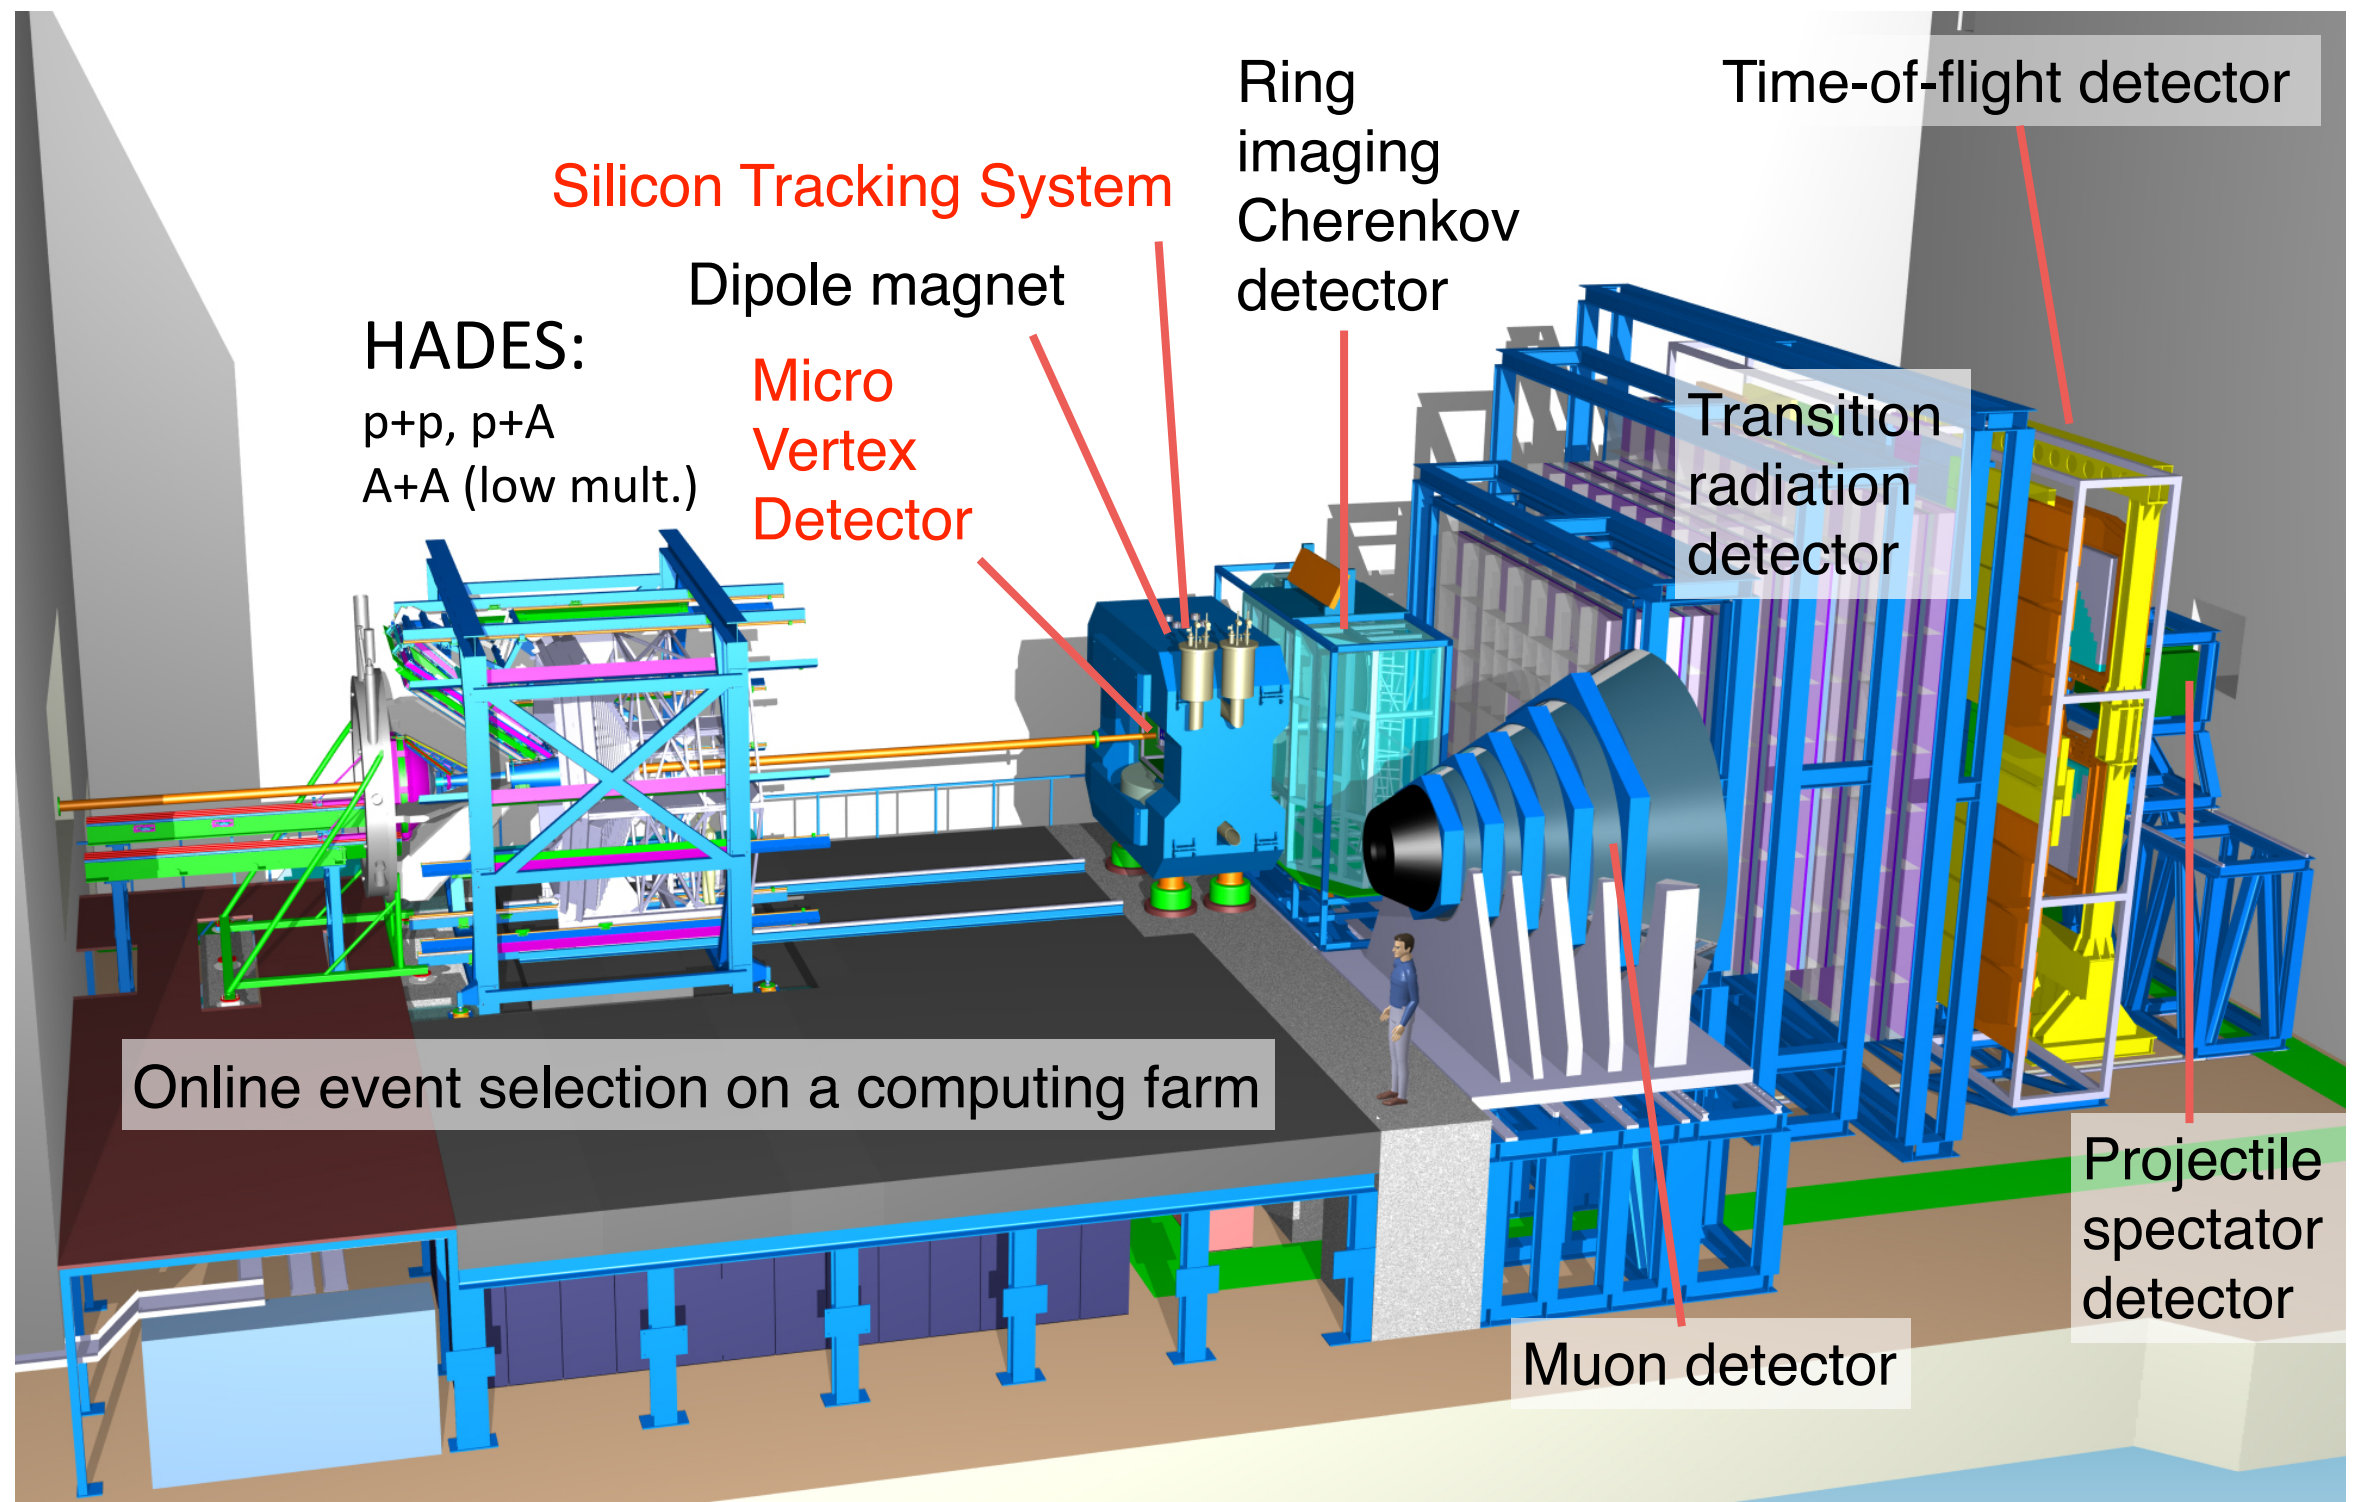 Time-of-flight detector
Ring
imaging
Cherenkov
detector
Silicon Tracking System
Dipole magnet
HADES:
p+p, p+A
A+A (low mult.)
Micro
Vertex
Detector
Transition
radiation
detector
Online event selection on a computing farm
Projectile
spectator
detector
Muon detector